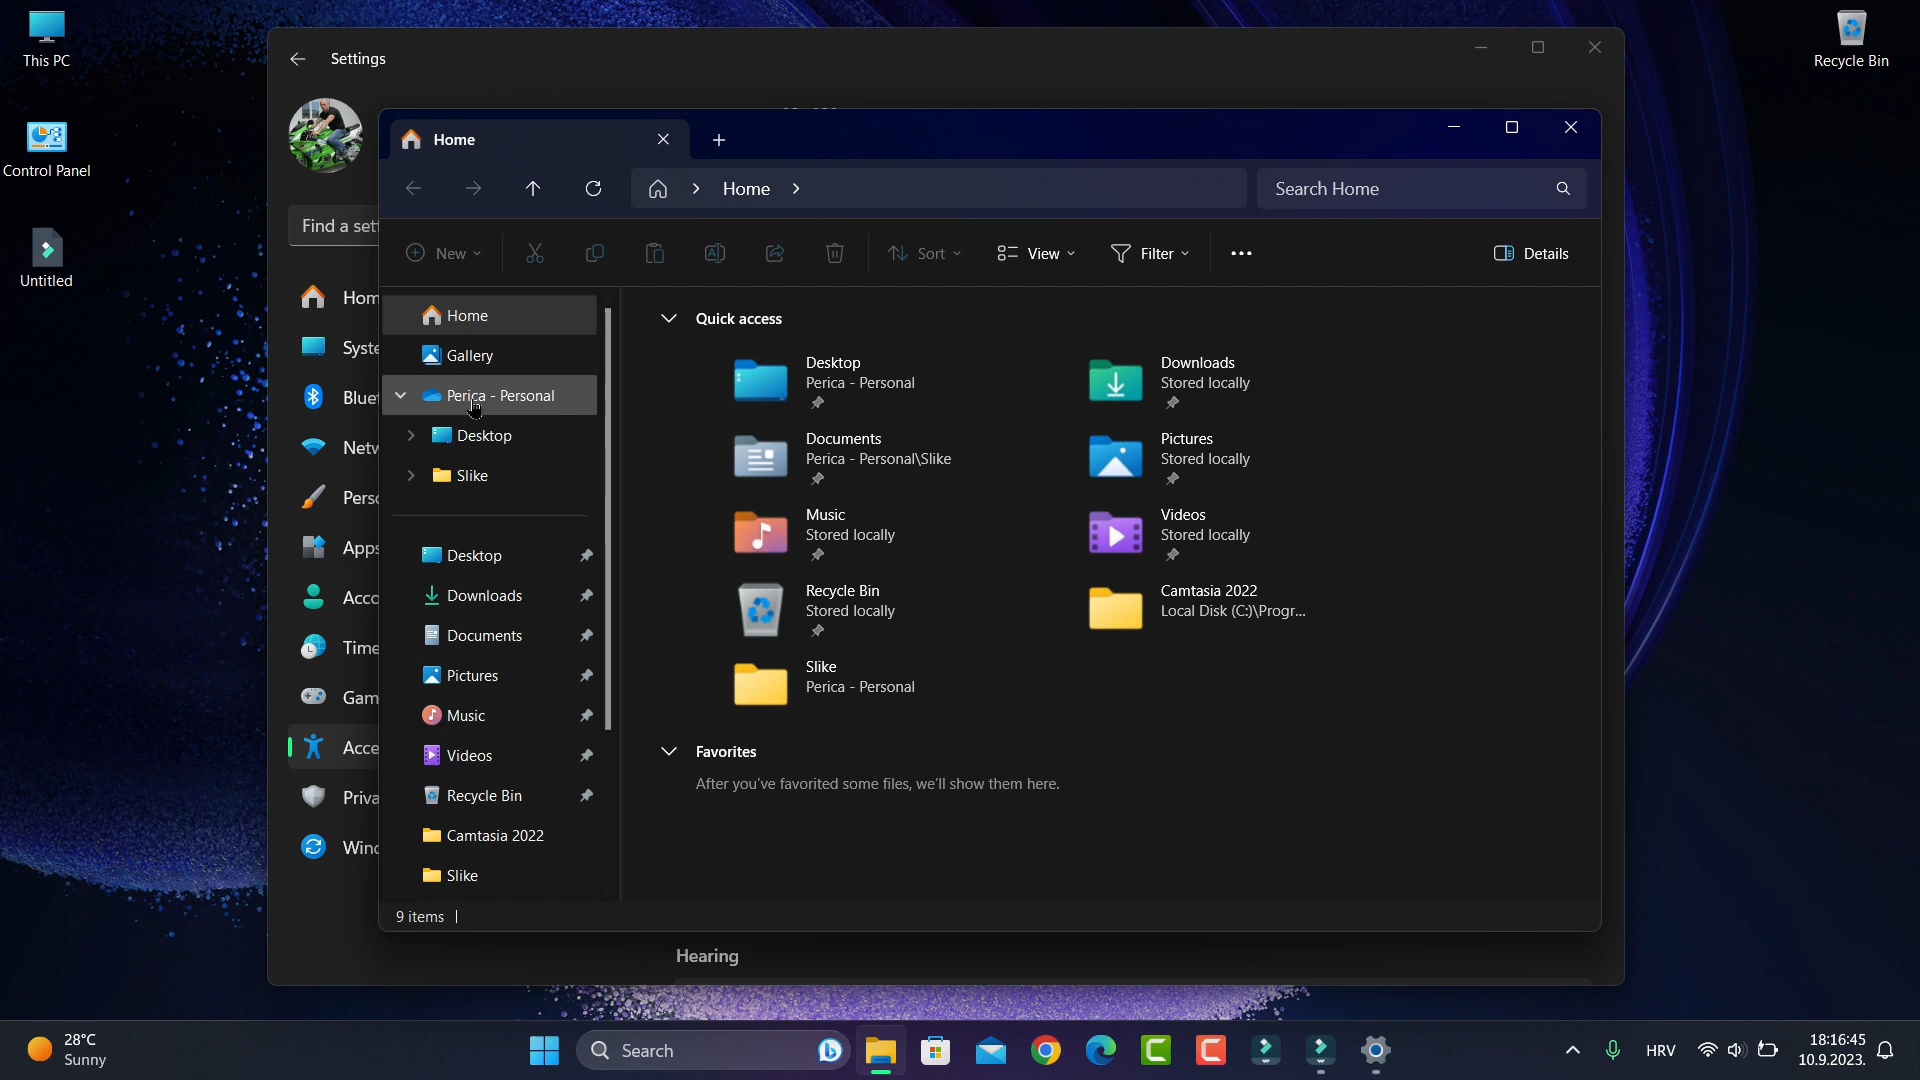 This PC
Control Panel
Untitled
Recycle Bin
Settings
Find a set
Hom
Syste
Bluet
Netw
Perso
Apps
Acco
Time
Gam
Acce
Priva
Wind
Home
Home
Search Home
New
Sort
View
Filter
Details
Home
Gallery
Perica - Personal
Desktop
Slike
Desktop
Downloads
Documents
Pictures
Music
Videos
Recycle Bin
Camtasia 2022
Slike
Quick access
Desktop
Perica - Personal
Downloads
Stored locally
Documents
Perica - Personal\Slike
Pictures
Stored locally
Music
Stored locally
Videos
Stored locally
Recycle Bin
Stored locally
Camtasia 2022
Local Disk (C:)\Progr...
Slike
Perica - Personal
Favorites
After you've favorited some files, we'll show them here.
9 items
Hearing
28°C
Sunny
Search
HRV
18:16:45
10.9.2023.